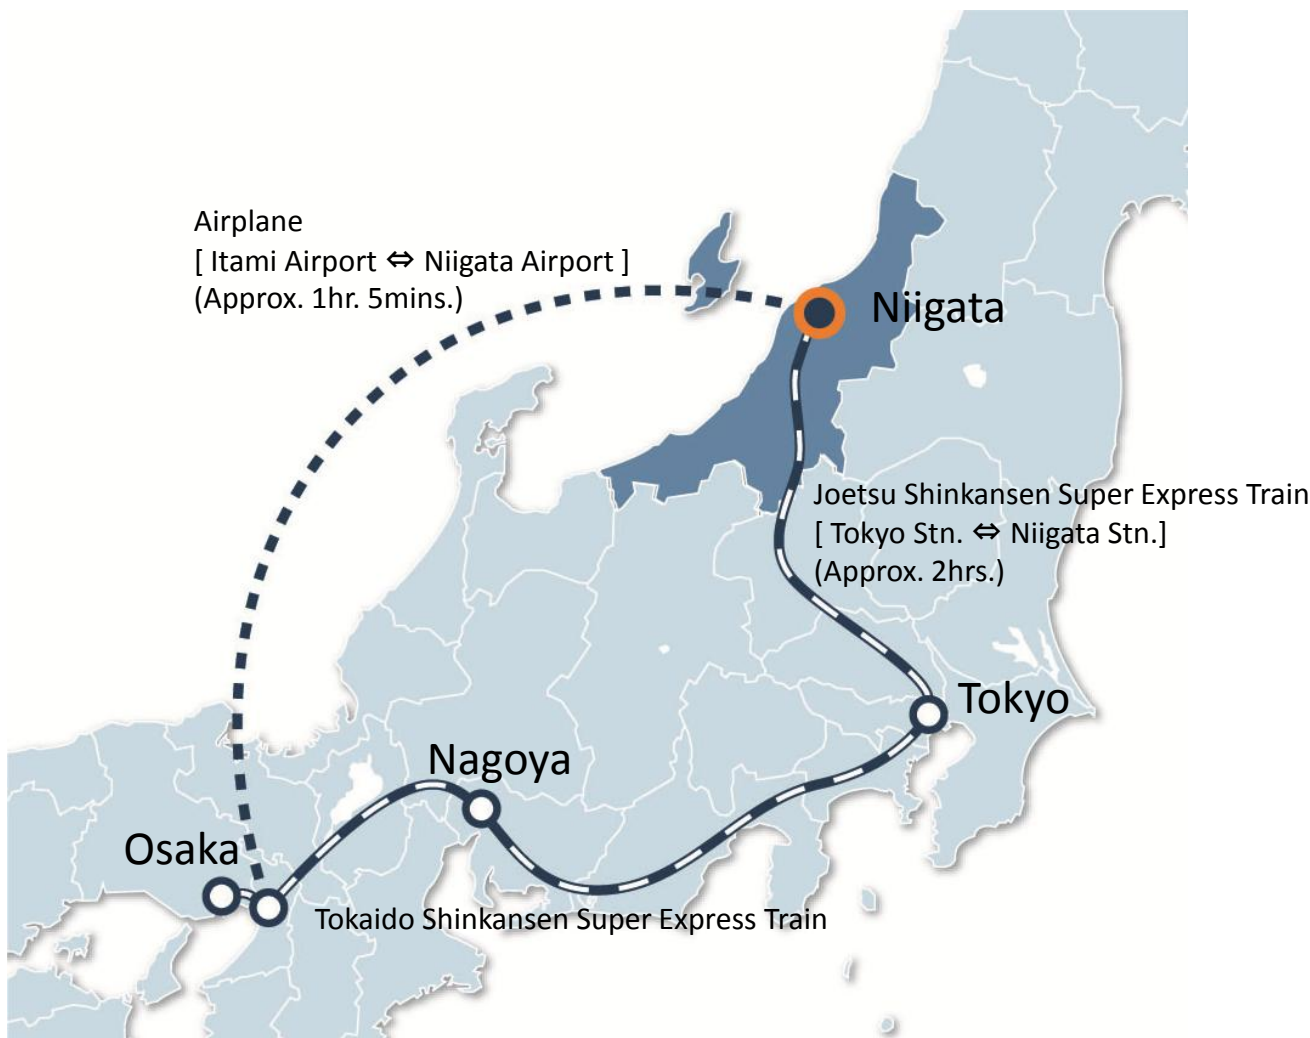 Airplane
[ Itami Airport ⇔ Niigata Airport ]
(Approx. 1hr. 5mins.)
Niigata
Joetsu Shinkansen Super Express Train
[ Tokyo Stn. ⇔ Niigata Stn.]
(Approx. 2hrs.)
Tokyo
Nagoya
Osaka
Tokaido Shinkansen Super Express Train